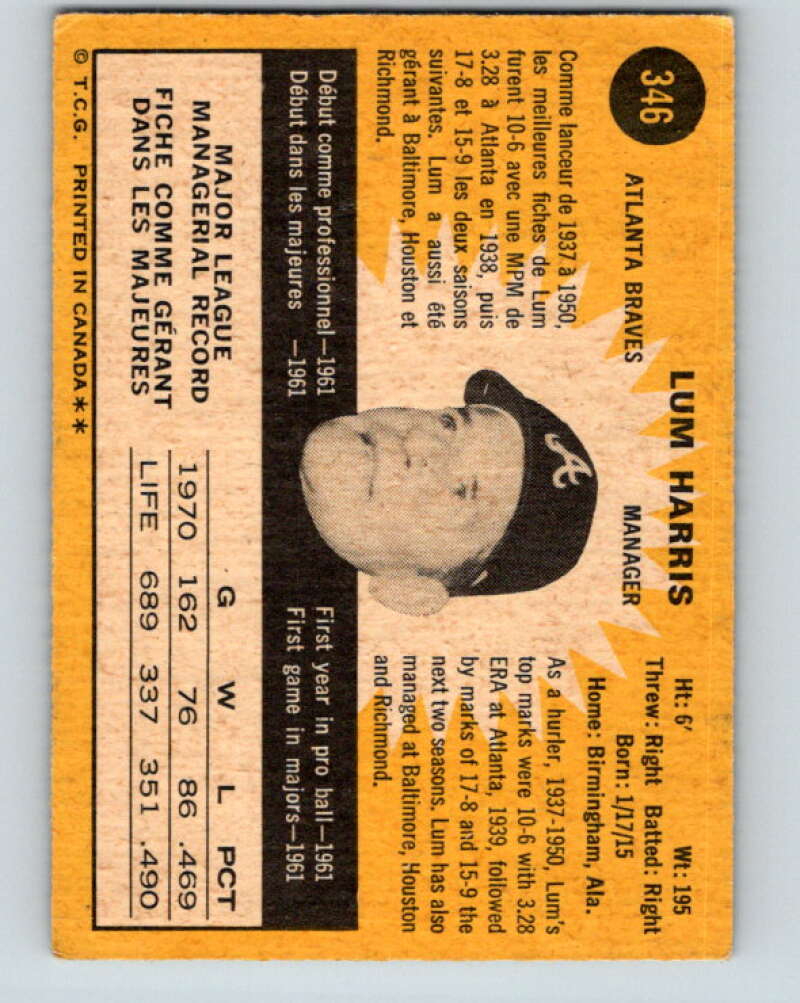 346
LUM HARRIS
ATLANTA BRAVES
MANAGER
Ht: 6' Wt: 195
Threw: Right Batted: Right
Born: 1/17/15
Home: Birmingham, Ala.
Comme lanceur de 1937 à 1950,
les meilleures fiches de Lum
furent 10-6 avec une MPM de
3.28 à Atlanta en 1938, puis
17-8 et 15-9 les deux saisons
suivantes. Lum a aussi été
gérant à Baltimore, Houston et
Richmond.
A
As a hurler, 1937-1950, Lum's
top marks were 10-6 with 3.28
ERA at Atlanta, 1939, followed
by marks of 17-8 and 15-9 the
next two seasons. Lum has also
managed at Baltimore, Houston
and Richmond.
Début comme professionnel—1961
Début dans les majeures —1961
First year in pro ball—1961
First game in majors—1961
MAJOR LEAGUE
MANAGERIAL RECORD
FICHE COMME GÉRANT
DANS LES MAJEURES
G W L PCT
1970 162 76 86 .469
LIFE 689 337 351 .490
© T.C.G. PRINTED IN CANADA**